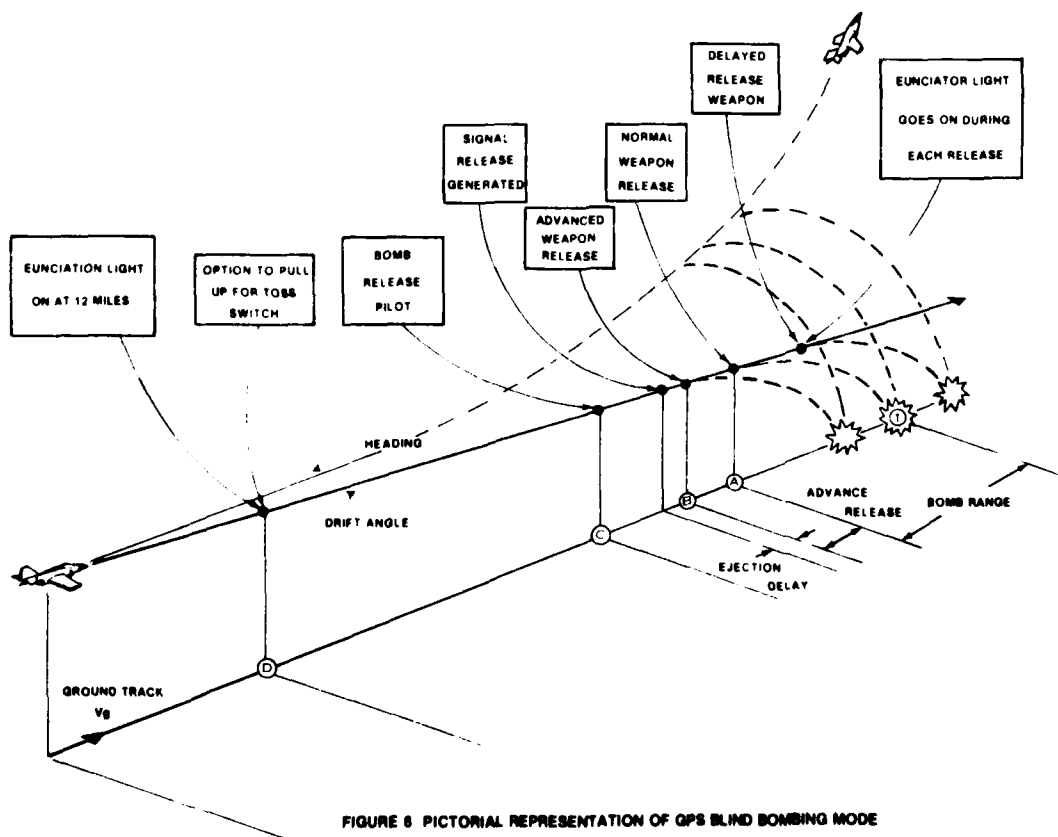 DELAYED
RELEASE
WEAPON
EUNCIATOR LIGHT
GOES ON DURING
EACH RELEASE
SIGNAL
RELEASE
GENERATED
NORMAL
WEAPON
RELEASE
ADVANCED
WEAPON
RELEASE
EUNCIATION LIGHT
ON AT 12 MILES
OPTION TO PULL
UP FOR TOSS
SWITCH
BOMB
RELEASE
PILOT
HEADING
DRIFT ANGLE
T
A
B
C
D
ADVANCE
RELEASE
BOMB RANGE
EJECTION
DELAY
GROUND TRACK
Vg
FIGURE 6 PICTORIAL REPRESENTATION OF GPS BLIND BOMBING MODE